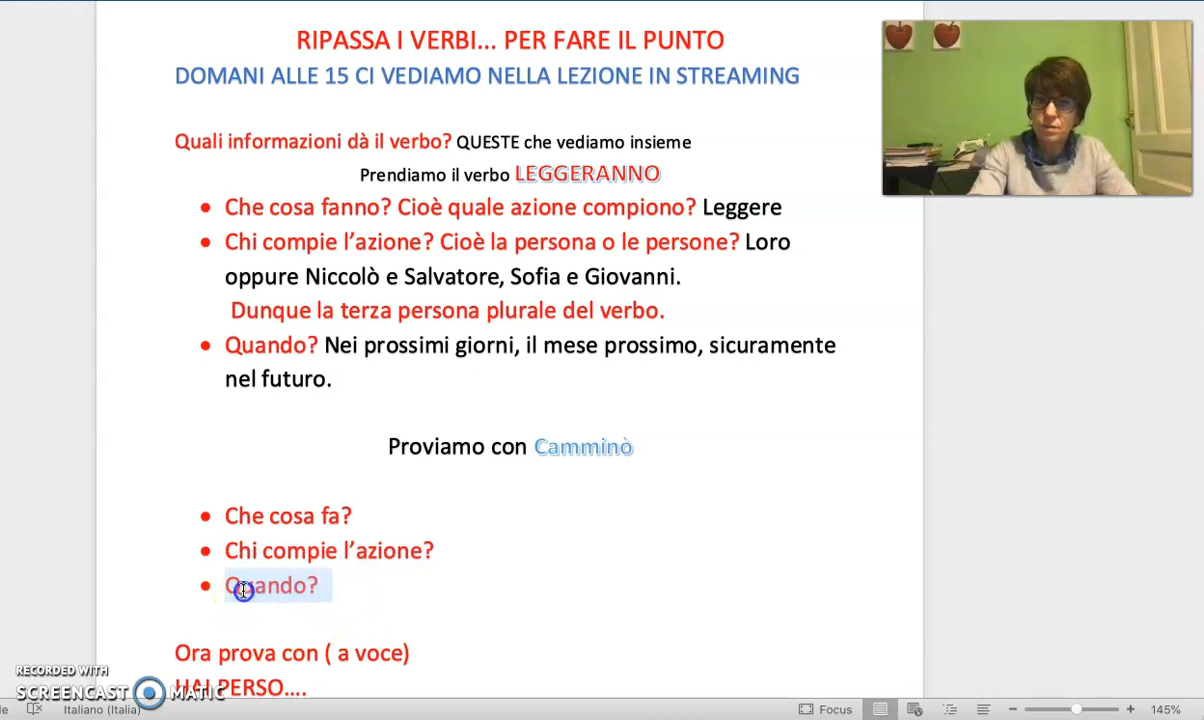 RIPASSA I VERBI... PER FARE IL PUNTO
DOMANI ALLE 15 CI VEDIAMO NELLA LEZIONE IN STREAMING
Quali informazioni dà il verbo? QUESTE che vediamo insieme
Prendiamo il verbo LEGGERANNO
• Che cosa fanno? Cioè quale azione compiono? Leggere
• Chi compie l’azione? Cioè la persona o le persone? Loro
oppure Niccolò e Salvatore, Sofia e Giovanni.
Dunque la terza persona plurale del verbo.
• Quando? Nei prossimi giorni, il mese prossimo, sicuramente
nel futuro.
Proviamo con Camminò
• Che cosa fa?
• Chi compie l’azione?
• Quando?
Ora prova con ( a voce)
HAI PERSO....
RECORDED WITH
SCREENCAST MATIC
Italiano (Italia)
Focus
145%